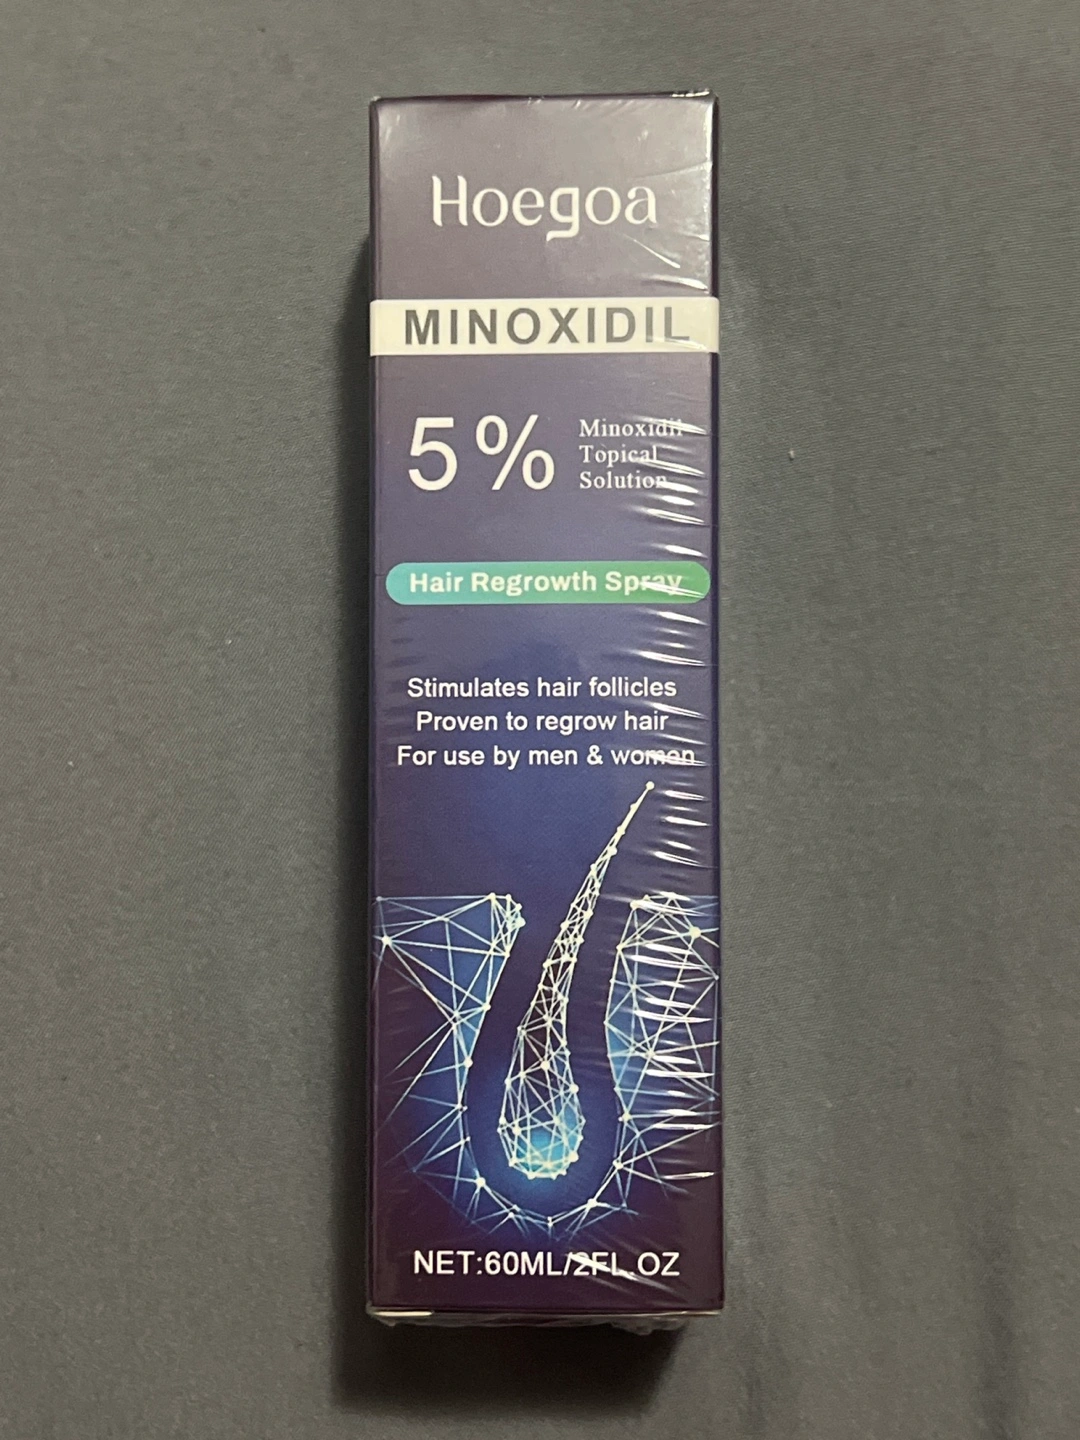 Hoegoa
MINOXIDIL
5%
Minoxidil
Topical
Solution
Hair Regrowth Spray
Stimulates hair follicles
Proven to regrow hair
For use by men & women
NET:60ML/2FL.OZ